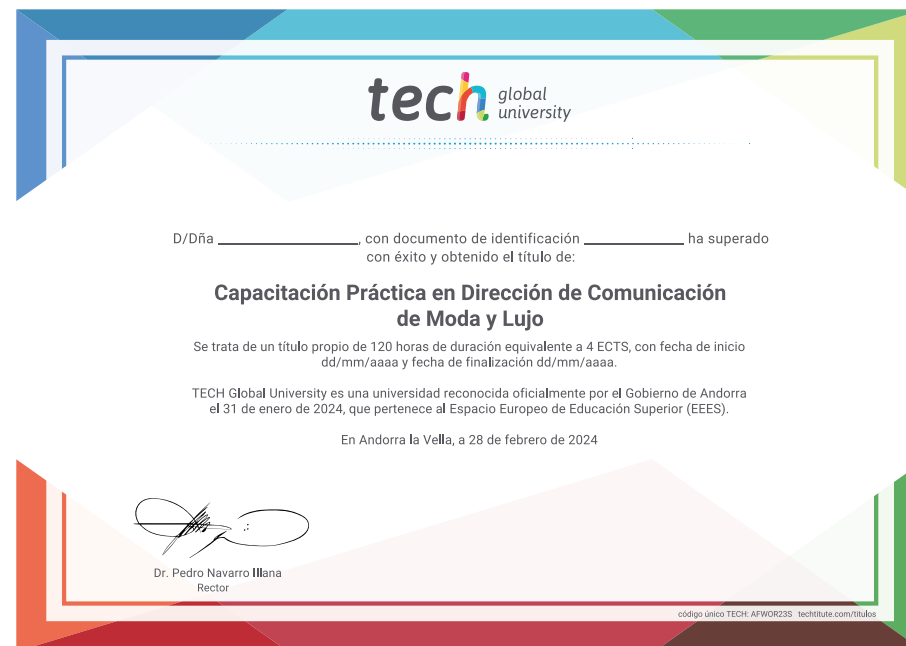 tech global university
D/Dña ____________________, con documento de identificación ______________ ha superado
con éxito y obtenido el título de:
Capacitación Práctica en Dirección de Comunicación
de Moda y Lujo
Se trata de un título propio de 120 horas de duración equivalente a 4 ECTS, con fecha de inicio
dd/mm/aaaa y fecha de finalización dd/mm/aaaa.
TECH Global University es una universidad reconocida oficialmente por el Gobierno de Andorra
el 31 de enero de 2024, que pertenece al Espacio Europeo de Educación Superior (EEES).
En Andorra la Vella, a 28 de febrero de 2024
Dr. Pedro Navarro Illana
Rector
código único TECH: AFWOR23S techtitute.com/titulos